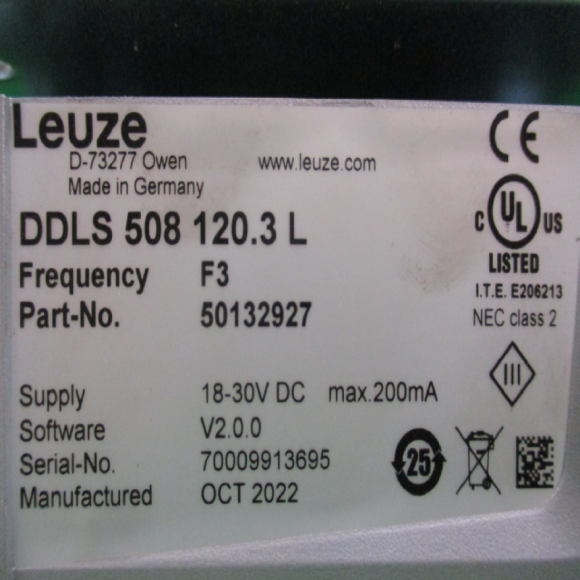 Leuze
D-73277 Owen www.leuze.com
Made in Germany
CE
DDLS 508 120.3 L
C UL US
LISTED
I.T.E. E206213
NEC class 2
Frequency F3
Part-No. 50132927
III
Supply 18-30V DC max.200mA
Software V2.0.0
Serial-No. 70009913695
Manufactured OCT 2022
25